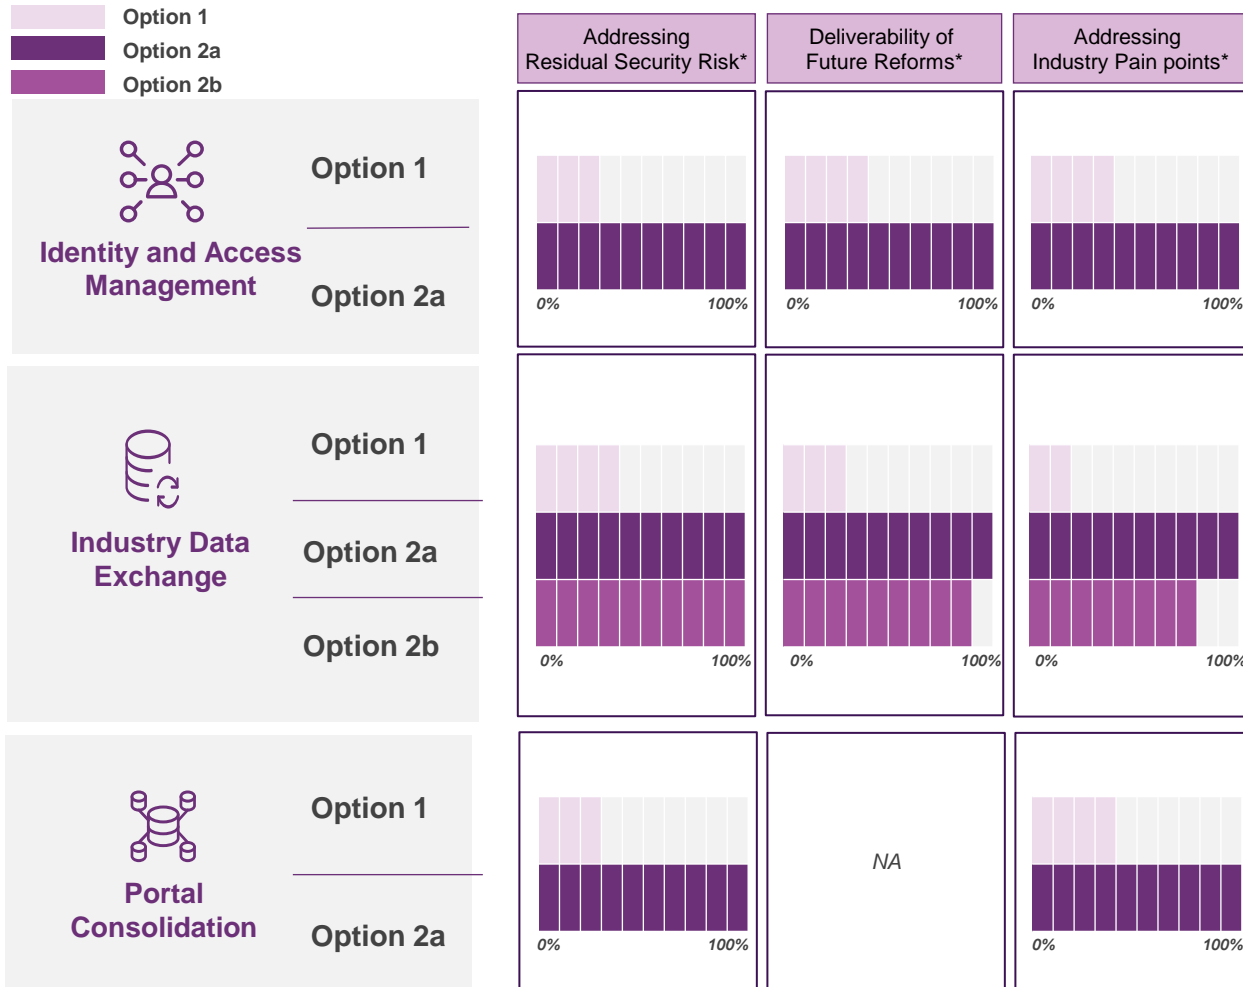 Option 1
Option 2a
Option 2b
Addressing
Residual Security Risk*
Deliverability of
Future Reforms*
Addressing
Industry Pain points*
Identity and Access
Management
Option 1
Option 2a
0% 100%
0% 100%
0% 100%
Industry Data
Exchange
Option 1
Option 2a
Option 2b
0% 100%
0% 100%
0% 100%
Portal
Consolidation
Option 1
Option 2a
0% 100%
NA
0% 100%